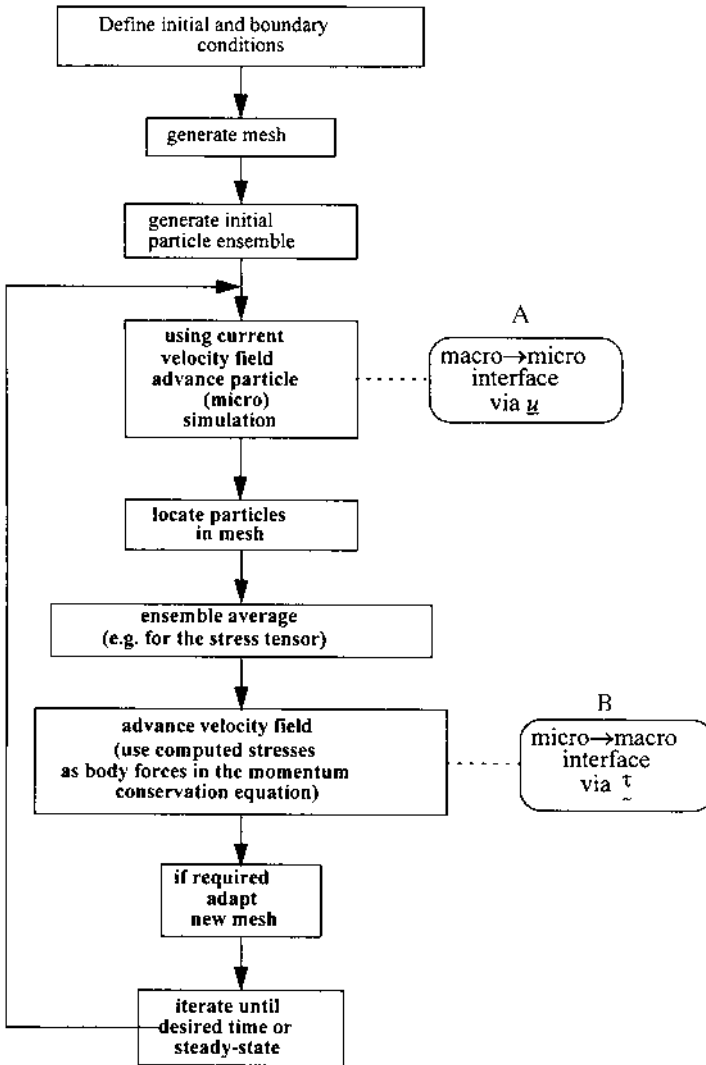 Define initial and boundary
conditions
generate mesh
generate initial
particle ensemble
using current
velocity field
advance particle
(micro)
simulation
A
macro→micro
interface
via u
locate particles
in mesh
ensemble average
(e.g. for the stress tensor)
advance velocity field
(use computed stresses
as body forces in the momentum
conservation equation)
B
micro→macro
interface
via τ
if required
adapt
new mesh
iterate until
desired time or
steady-state